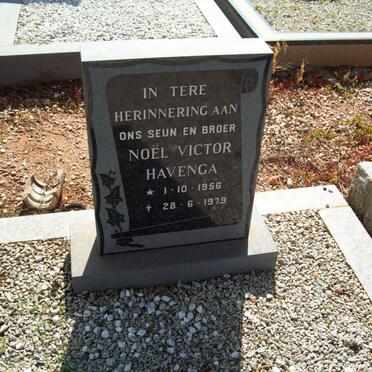 IN TERE
HERINNERING AAN
ONS SEUN EN BROER
NOËL VICTOR
HAVENGA
* 1-10-1956
† 28-6-1979